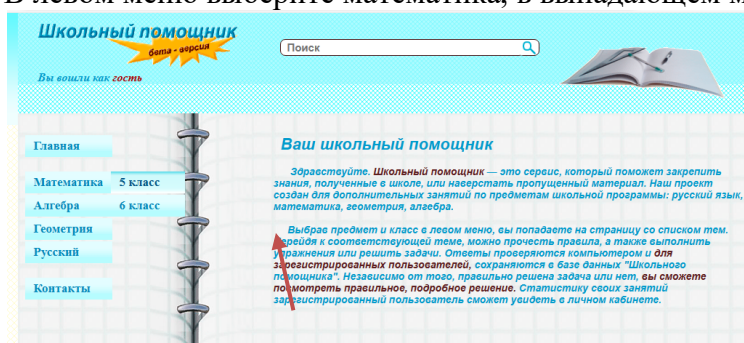 В левом меню выберите математика, в выпадающем м
Школьный помощник
бета - версия
Поиск
Вы вошли как гость
Главная
Математика 5 класс
Алгебра 6 класс
Геометрия
Русский
Контакты
Ваш школьный помощник
Здравствуйте. Школьный помощник — это сервис, который поможет закрепить
знания, полученные в школе, или наверстать пропущенный материал. Наш проект
создан для дополнительных занятий по предметам школьной программы: русский язык,
математика, геометрия, алгебра.
Выбрав предмет и класс в левом меню, вы попадаете на страницу со списком тем.
Перейдя к соответствующей теме, можно прочесть правила, а также выполнить
упражнения или решить задачи. Ответы проверяются компьютером и для
зарегистрированных пользователей, сохраняются в базе данных "Школьного
помощника". Независимо от того, правильно решена задача или нет, вы сможете
посмотреть правильное, подробное решение. Статистику своих занятий
зарегистрированный пользователь сможет увидеть в личном кабинете.